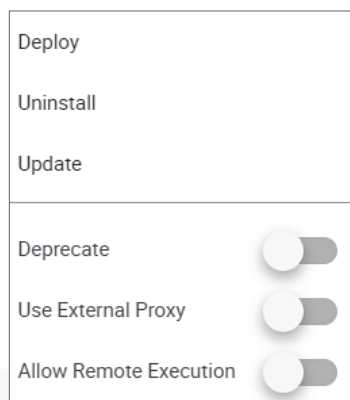 Deploy
Uninstall
Update
Deprecate
Use External Proxy
Allow Remote Execution